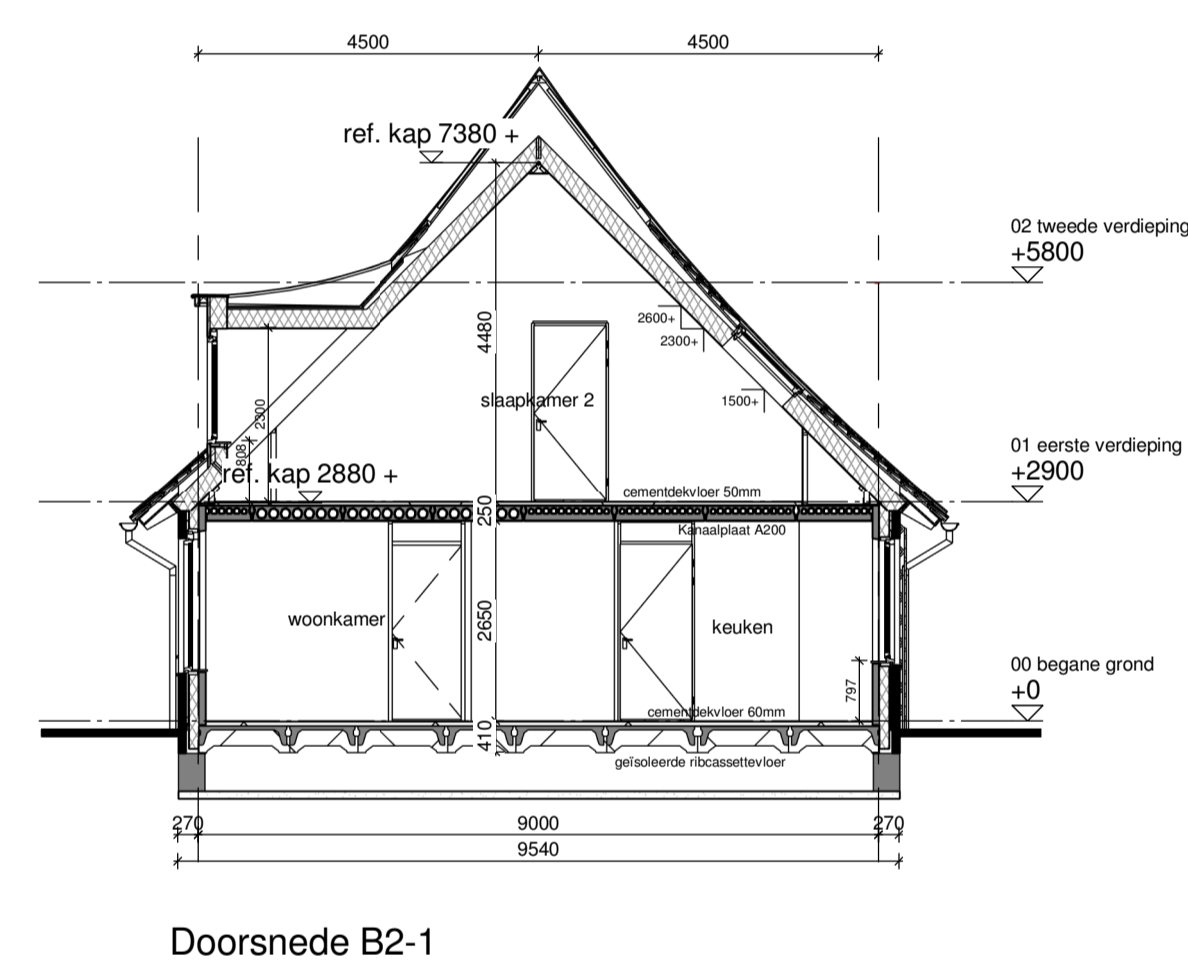 4500
4500
ref. kap 7380 +
02 tweede verdieping
+5800
2600+
2300+
4480
slaapkamer 2
1500+
2300
808
01 eerste verdieping
+2900
ref. kap 2880 +
cementdekvloer 50mm
250
Kanaalplaat A200
woonkamer
2650
keuken
00 begane grond
+0
797
cementdekvloer 60mm
410
geïsoleerde ribcassettevloer
270
9000
270
9540
Doorsnede B2-1